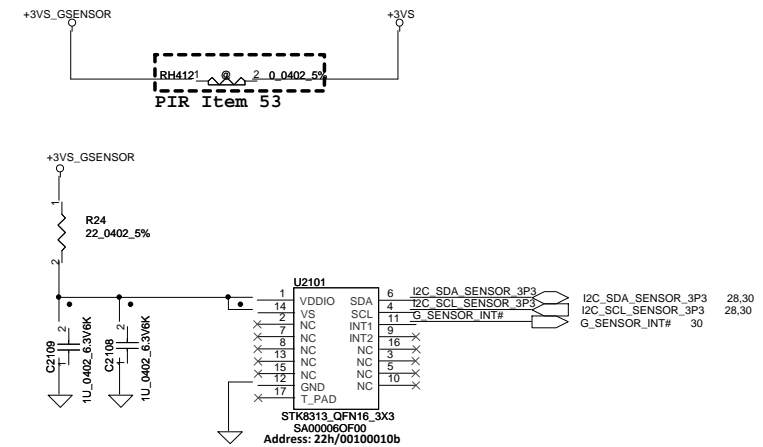 +3VS_GSENSOR +3VS
RH412 1 @ 2 0_0402_5%
PIR Item 53
+3VS_GSENSOR
1
R24
22_0402_5%
2
U2101
1 VDDIO SDA 6 I2C_SDA_SENSOR_3P3 I2C_SDA_SENSOR_3P3 28,30
14 VS SCL 4 I2C_SCL_SENSOR_3P3 I2C_SCL_SENSOR_3P3 28,30
2 NC INT1 11 G_SENSOR_INT# G_SENSOR_INT# 30
7 NC INT2 9
8 NC NC 16
13 NC NC 3
15 NC NC 5
12 GND NC 10
17 T_PAD
C2109
1 2
1U_0402_6.3V6K
C2108
1 2
1U_0402_6.3V6K
STK8313_QFN16_3X3
SA00006OF00
Address: 22h/00100010b